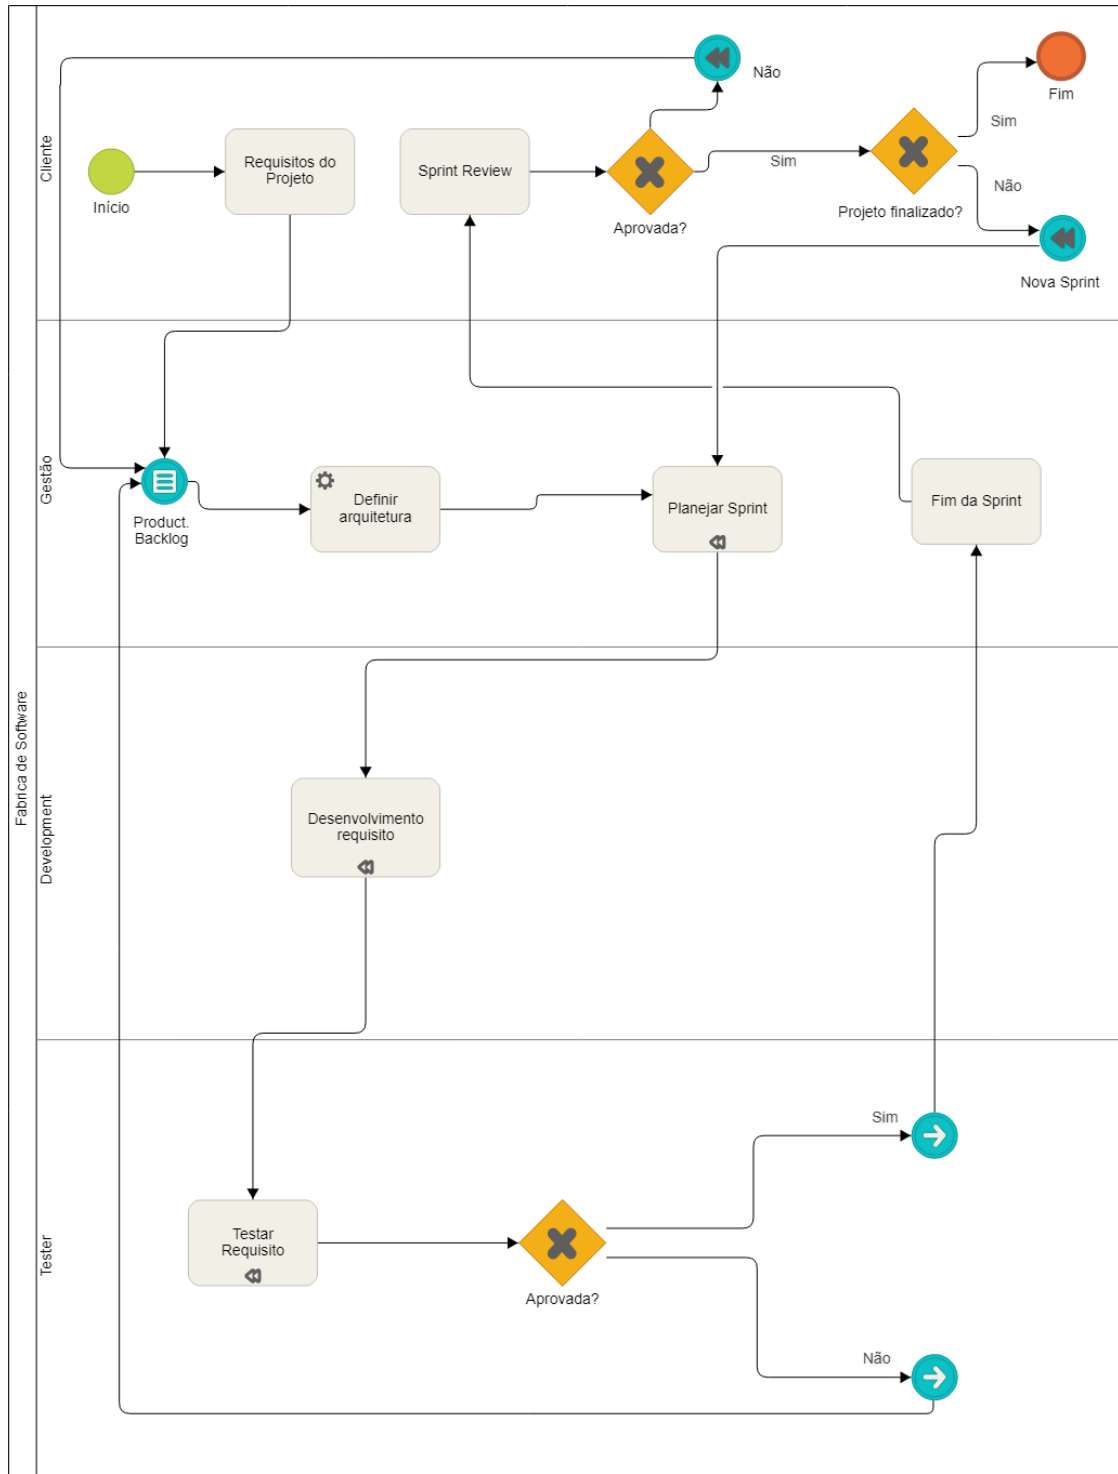 Fabrica de Software
Cliente
Início
Requisitos do
Projeto
Sprint Review
Aprovada?
Não
Sim
Projeto finalizado?
Sim
Fim
Não
Nova Sprint
Gestão
Product.
Backlog
Definir
arquitetura
Planejar Sprint
Fim da Sprint
Development
Desenvolvimento
requisito
Tester
Testar
Requisito
Aprovada?
Sim
Não